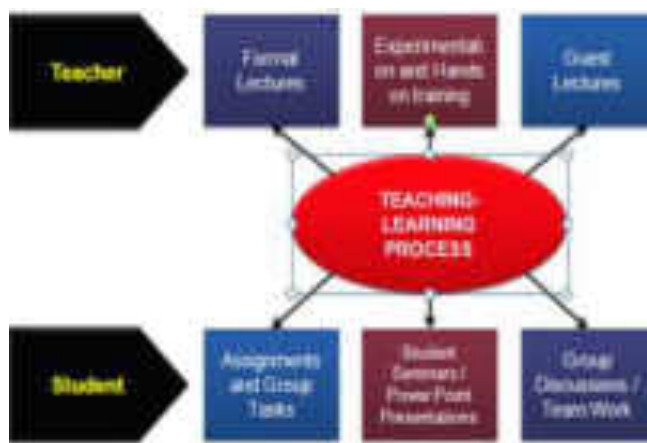 Teacher
Formal
Lectures
Experimentati
on and Hands
on training
Guest
Lectures
TEACHING-
LEARNING
PROCESS
Student
Assignments
and Group
Tasks
Student
Seminars /
Power Point
Presentations
Group
Discussions /
Team Work